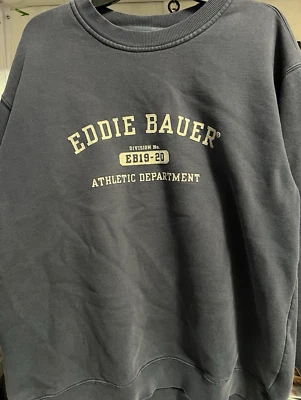 EDDIE BAUER®
DIVISION No.
EB19-20
ATHLETIC DEPARTMENT